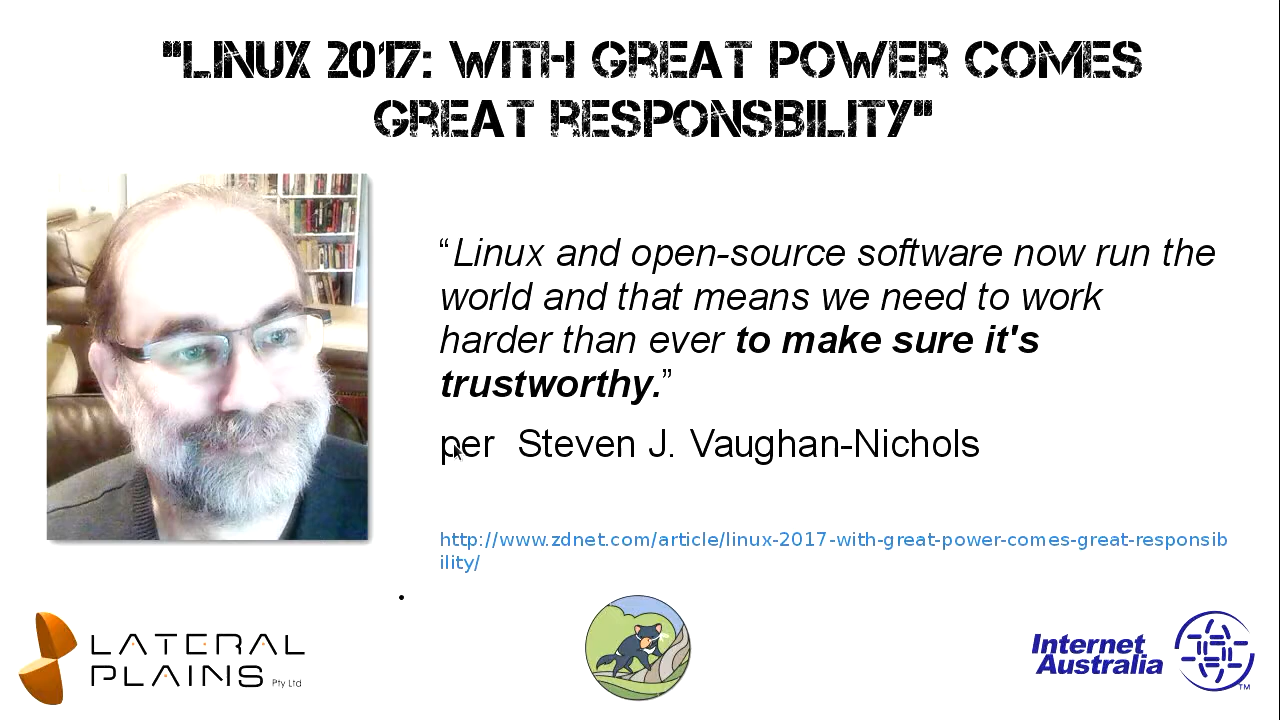 "LINUX 2017: WITH GREAT POWER COMES
GREAT RESPONSBILITY"
“Linux and open-source software now run the
world and that means we need to work
harder than ever to make sure it's
trustworthy.”
per Steven J. Vaughan-Nichols
http://www.zdnet.com/article/linux-2017-with-great-power-comes-great-responsib
ility/
LATERAL
PLAINS Pty Ltd
Internet
Australia
TM